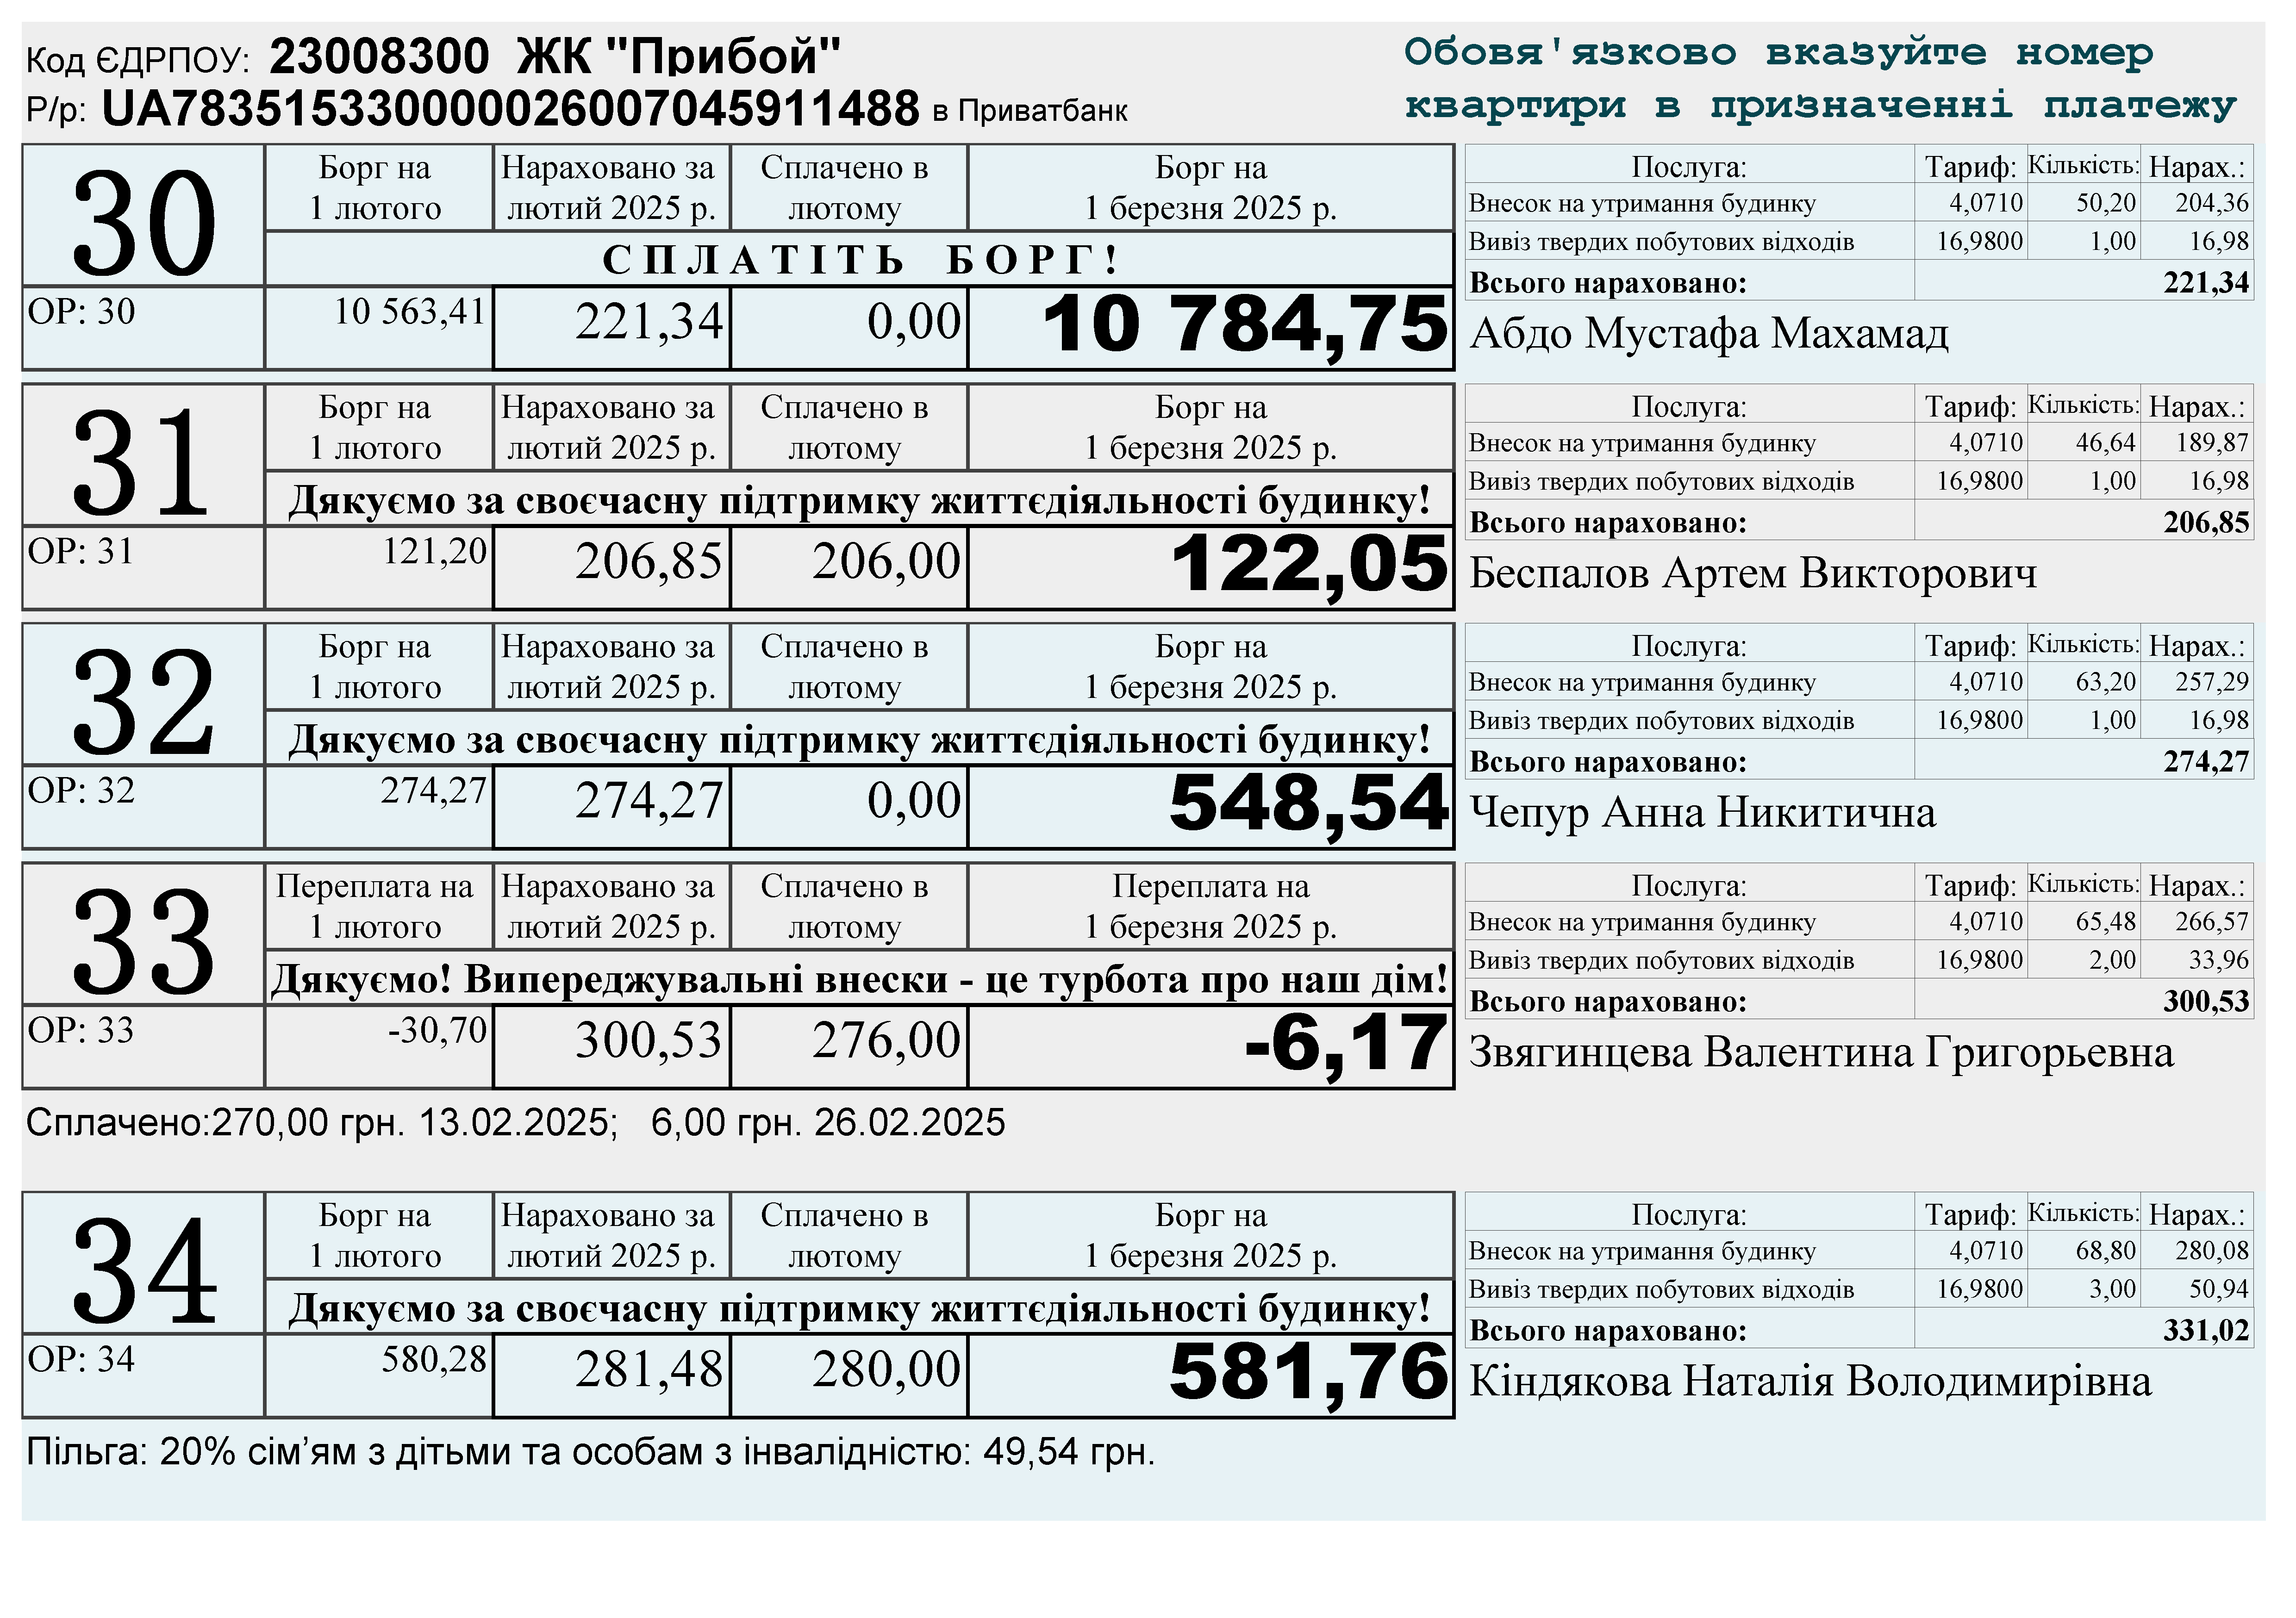 Код ЄДРПОУ: 23008300 ЖК "Прибой"
Р/р: UA783515330000026007045911488 в Приватбанк
Обовя'язково вказуйте номер
квартири в призначенні платежу
30
Борг на 1 лютого
Нараховано за лютий 2025 р.
Сплачено в лютому
Борг на 1 березня 2025 р.
СПЛАТІТЬ БОРГ!
ОР: 30 10 563,41 221,34 0,00 10 784,75
Послуга: Тариф: Кількість: Нарах.:
Внесок на утримання будинку 4,0710 50,20 204,36
Вивіз твердих побутових відходів 16,9800 1,00 16,98
Всього нараховано: 221,34
Абдо Мустафа Махамад
31
Борг на 1 лютого
Нараховано за лютий 2025 р.
Сплачено в лютому
Борг на 1 березня 2025 р.
Дякуємо за своєчасну підтримку життєдіяльності будинку!
ОР: 31 121,20 206,85 206,00 122,05
Послуга: Тариф: Кількість: Нарах.:
Внесок на утримання будинку 4,0710 46,64 189,87
Вивіз твердих побутових відходів 16,9800 1,00 16,98
Всього нараховано: 206,85
Беспалов Артем Викторович
32
Борг на 1 лютого
Нараховано за лютий 2025 р.
Сплачено в лютому
Борг на 1 березня 2025 р.
Дякуємо за своєчасну підтримку життєдіяльності будинку!
ОР: 32 274,27 274,27 0,00 548,54
Послуга: Тариф: Кількість: Нарах.:
Внесок на утримання будинку 4,0710 63,20 257,29
Вивіз твердих побутових відходів 16,9800 1,00 16,98
Всього нараховано: 274,27
Чепур Анна Никитична
33
Переплата на 1 лютого
Нараховано за лютий 2025 р.
Сплачено в лютому
Переплата на 1 березня 2025 р.
Дякуємо! Випереджувальні внески - це турбота про наш дім!
ОР: 33 -30,70 300,53 276,00 -6,17
Послуга: Тариф: Кількість: Нарах.:
Внесок на утримання будинку 4,0710 65,48 266,57
Вивіз твердих побутових відходів 16,9800 2,00 33,96
Всього нараховано: 300,53
Звягинцева Валентина Григорьевна
Сплачено:270,00 грн. 13.02.2025; 6,00 грн. 26.02.2025
34
Борг на 1 лютого
Нараховано за лютий 2025 р.
Сплачено в лютому
Борг на 1 березня 2025 р.
Дякуємо за своєчасну підтримку життєдіяльності будинку!
ОР: 34 580,28 281,48 280,00 581,76
Послуга: Тариф: Кількість: Нарах.:
Внесок на утримання будинку 4,0710 68,80 280,08
Вивіз твердих побутових відходів 16,9800 3,00 50,94
Всього нараховано: 331,02
Кіндякова Наталія Володимирівна
Пільга: 20% сім’ям з дітьми та особам з інвалідністю: 49,54 грн.